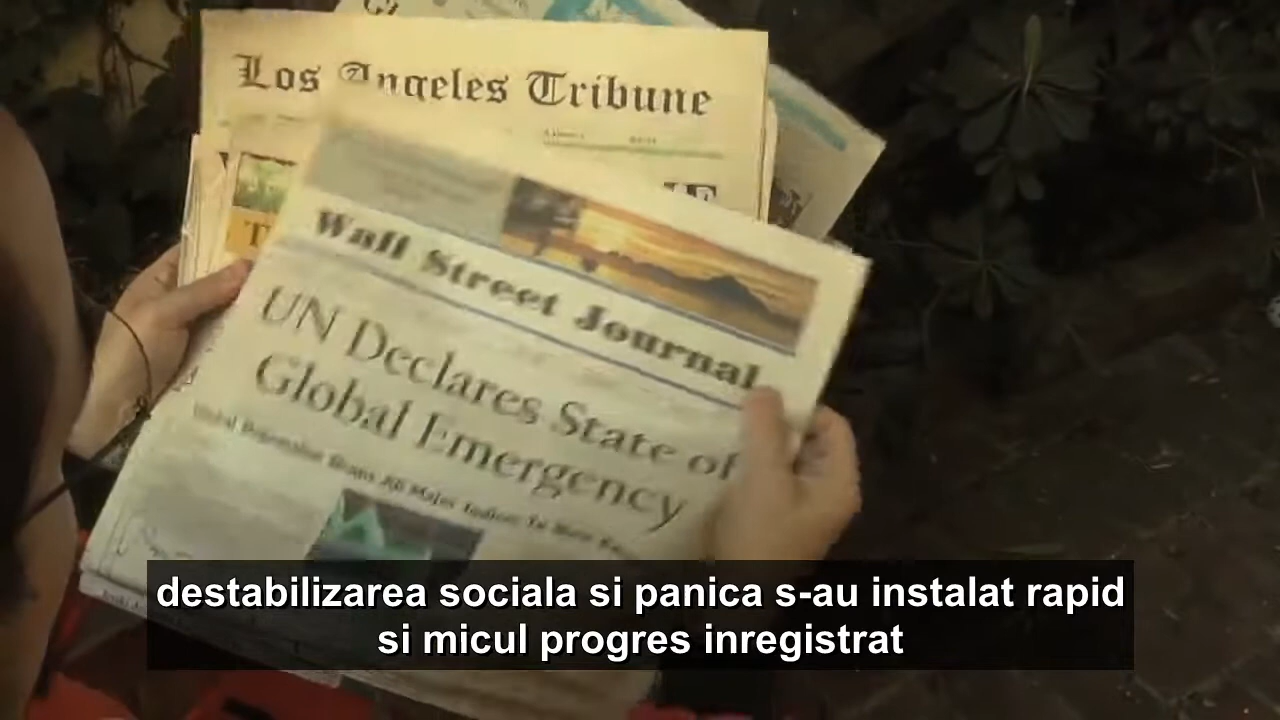 Los Angeles Tribune
Wall Street Journal
UN Declares State of
Global Emergency
destabilizarea sociala si panica s-au instalat rapid
si micul progres inregistrat